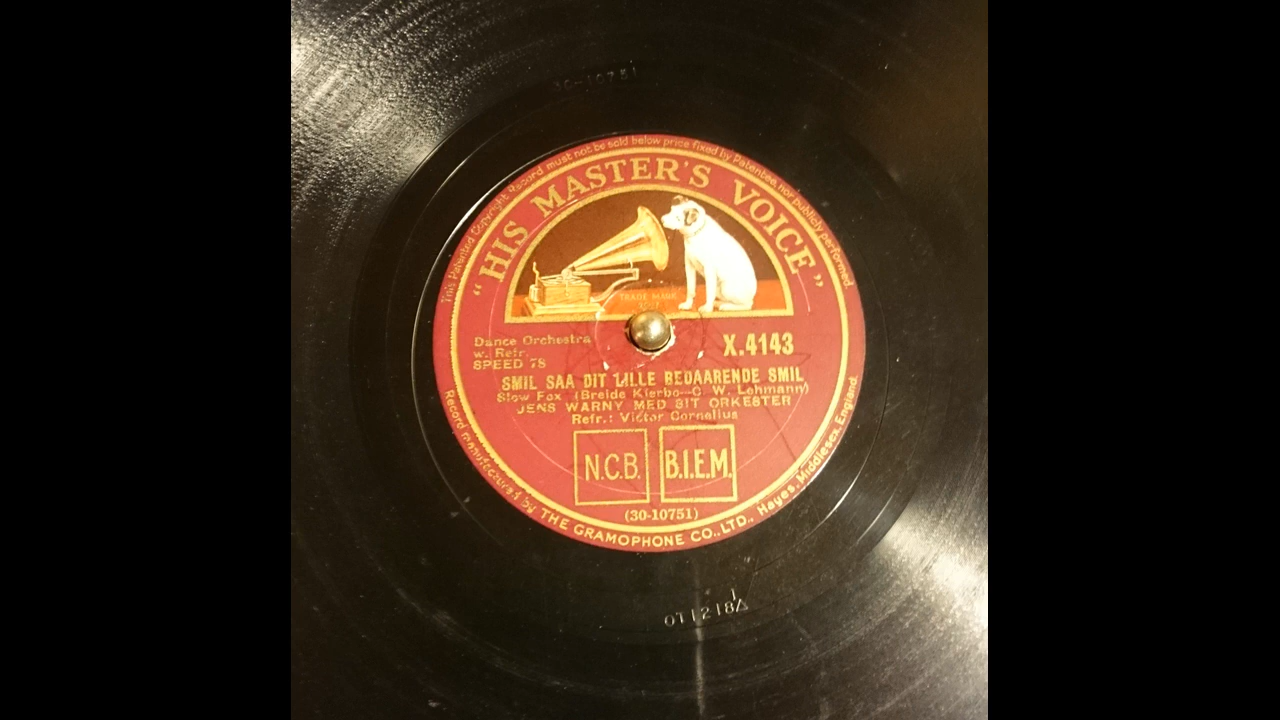 30-10751
This Patented Copyright Record must not be sold below price fixed by Patentee, nor publicly performed.
"HIS MASTER'S VOICE"
TRADE MARK
Dance Orchestra
w. Refr.
SPEED 78
X.4143
SMIL SAA DIT LILLE BEDAARENDE SMIL
Slow Fox (Breide Kierbo—C. W. Lehmann)
JENS WARNY MED SIT ORKESTER
Refr.: Victor Cornelius
N.C.B. B.I.E.M.
(30-10751)
Record manufactured by THE GRAMOPHONE CO., LTD., Hayes, Middlesex, England.